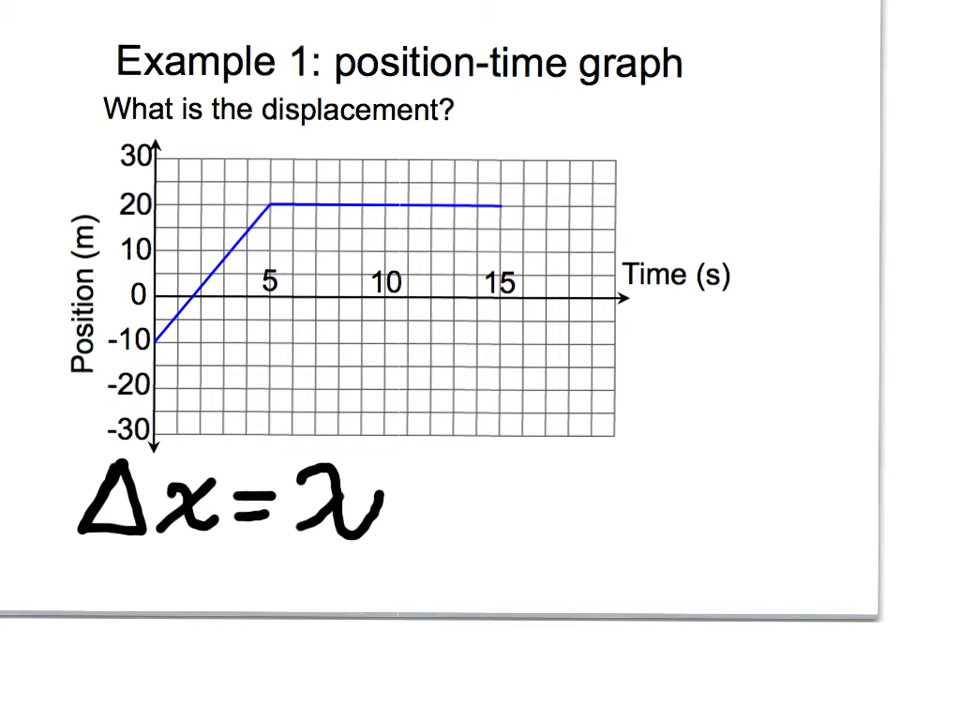 Example 1: position-time graph
What is the displacement?
30
20
10
0
-10
-20
-30
Position (m)
5 10 15
Time (s)
Δx=x